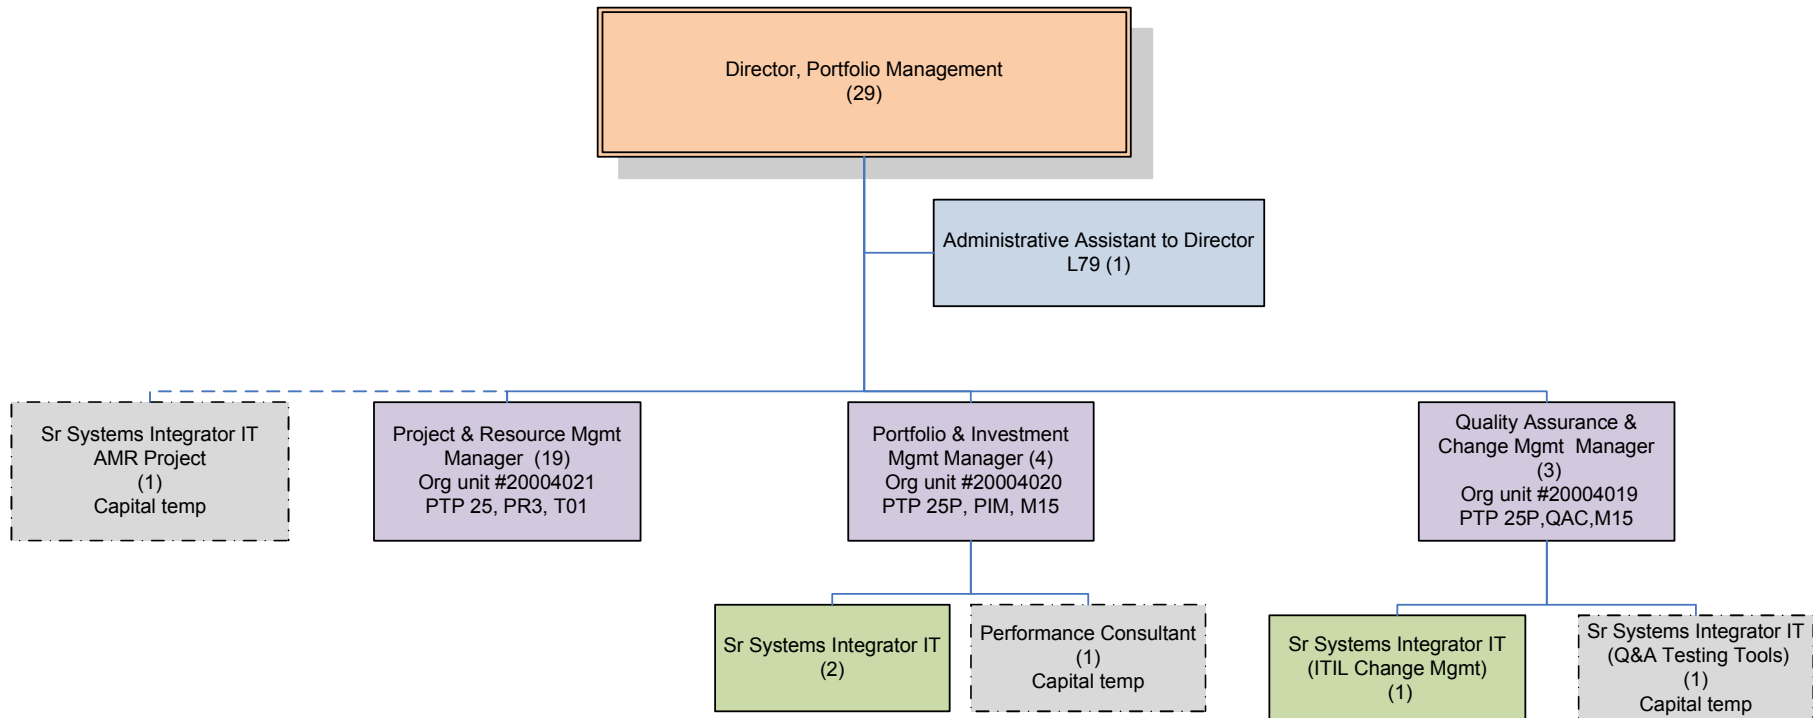 Director, Portfolio Management
(29)
Administrative Assistant to Director
L79 (1)
Sr Systems Integrator IT
AMR Project
(1)
Capital temp
Project & Resource Mgmt
Manager (19)
Org unit #20004021
PTP 25, PR3, T01
Portfolio & Investment
Mgmt Manager (4)
Org unit #20004020
PTP 25P, PIM, M15
Quality Assurance &
Change Mgmt Manager
(3)
Org unit #20004019
PTP 25P,QAC,M15
Sr Systems Integrator IT
(2)
Performance Consultant
(1)
Capital temp
Sr Systems Integrator IT
(ITIL Change Mgmt)
(1)
Sr Systems Integrator IT
(Q&A Testing Tools)
(1)
Capital temp